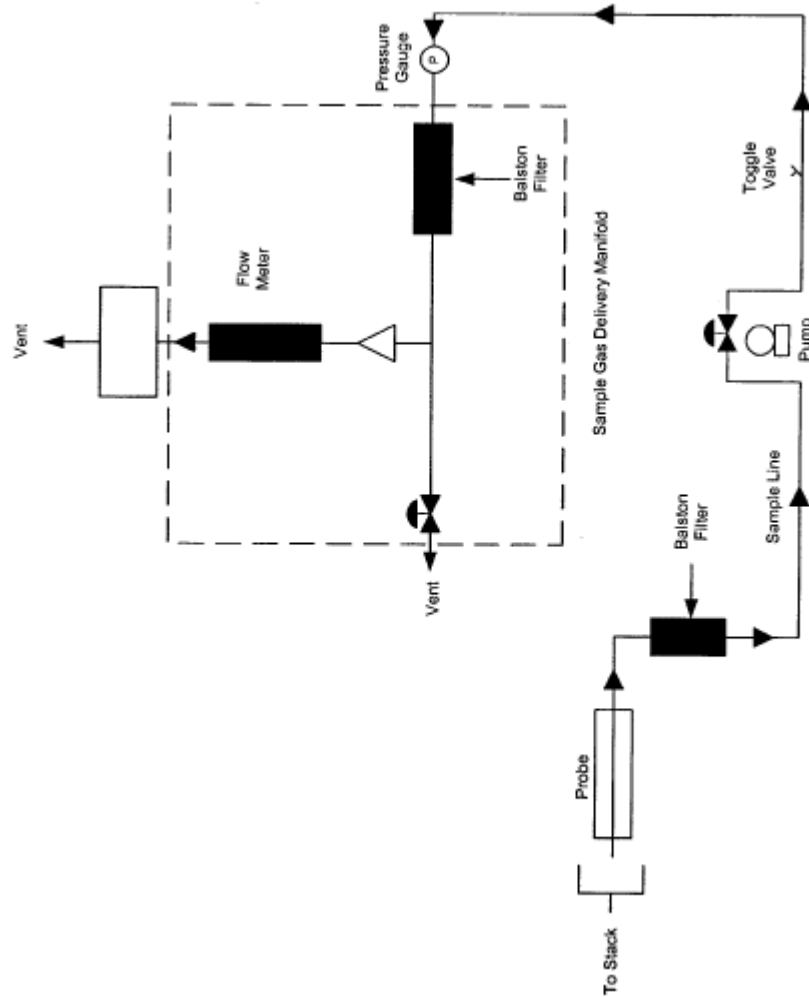 Vent
Flow
Meter
Pressure
Gauge
P
Balston
Filter
Vent
Sample Gas Delivery Manifold
Toggle
Valve
Pump
Sample Line
Balston
Filter
Probe
To Stack